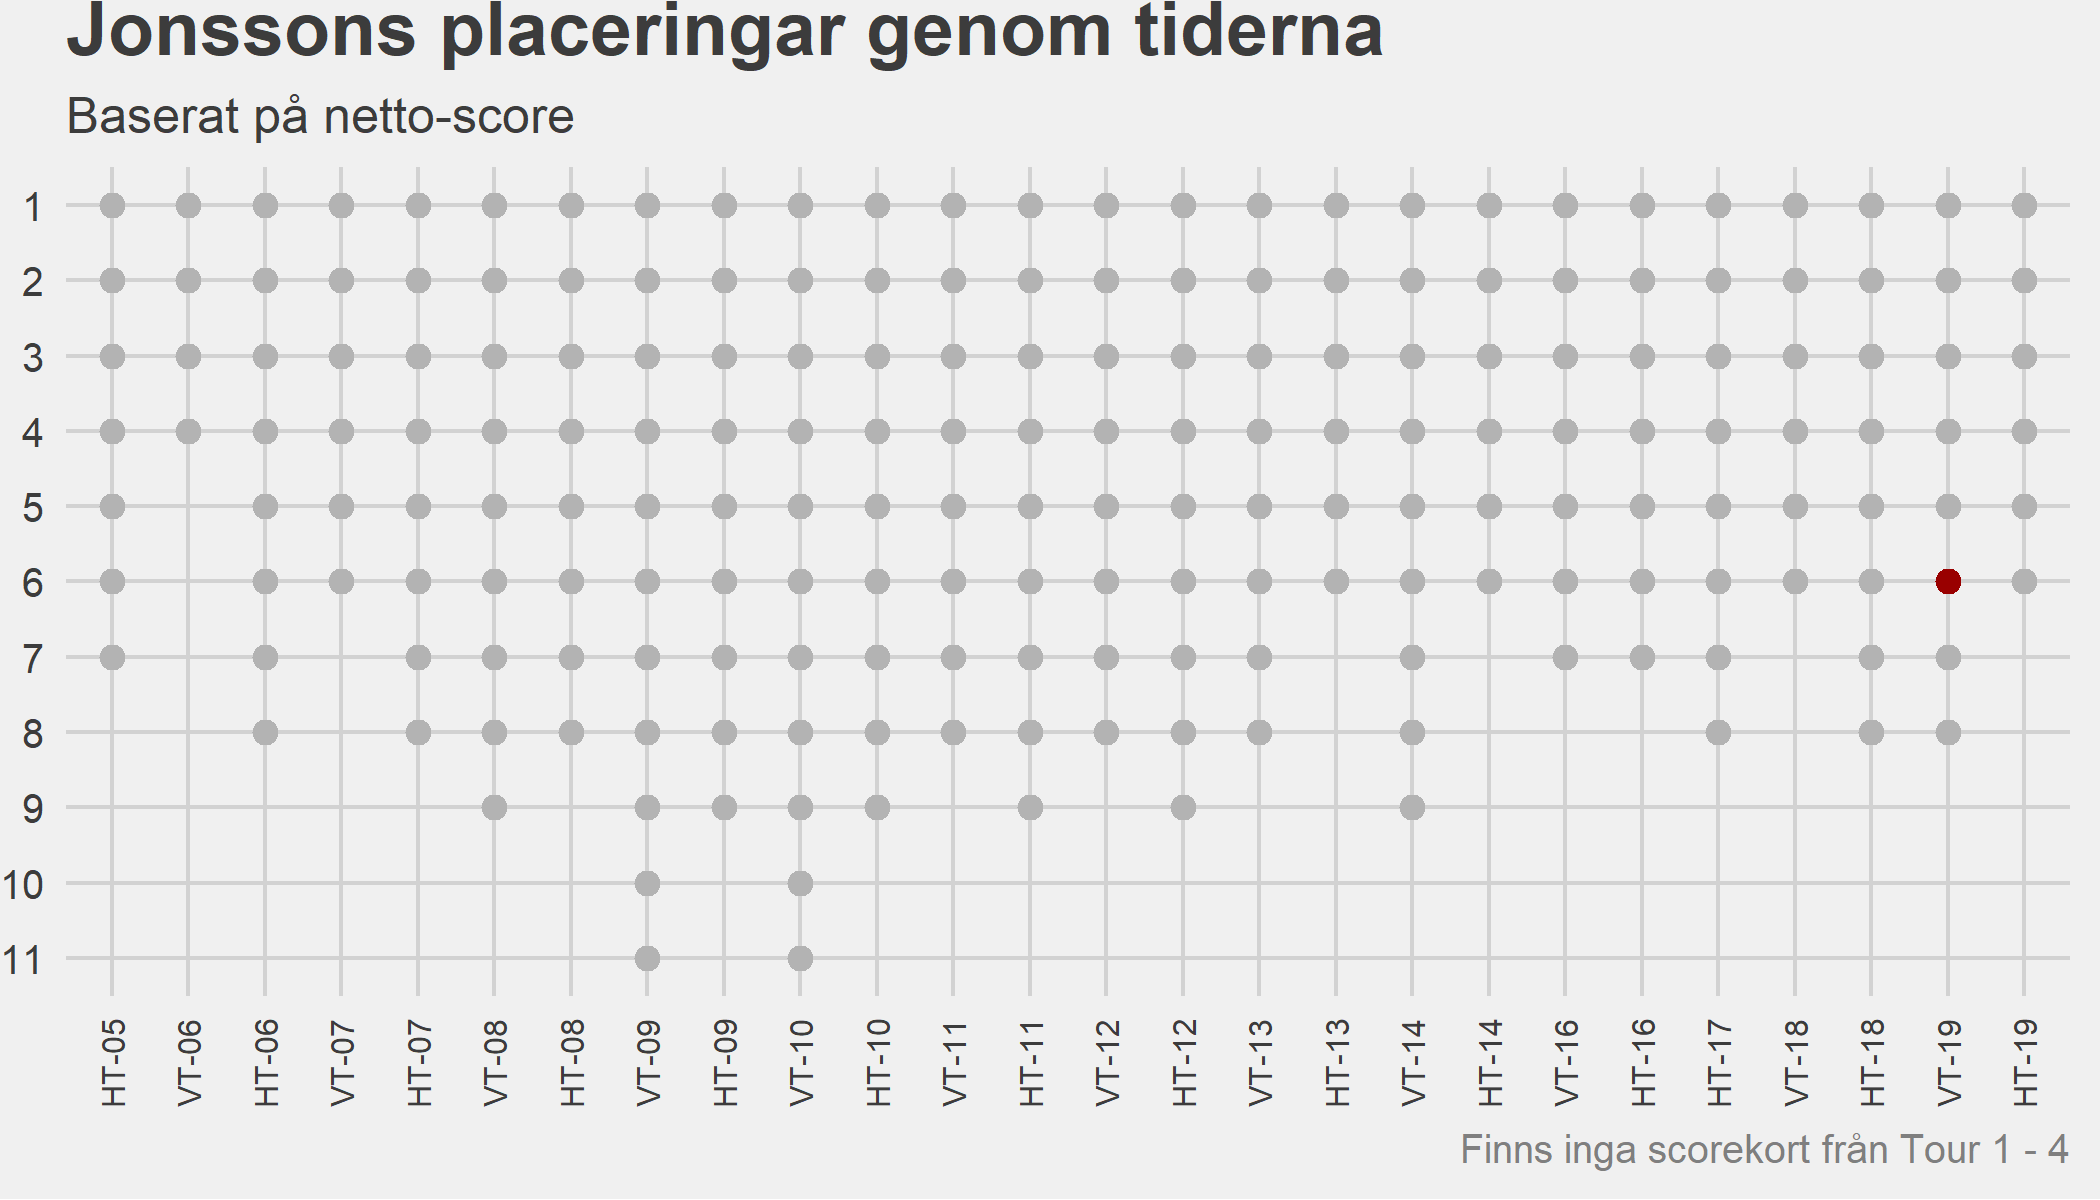 Jonssons placeringar genom tiderna
Baserat på netto-score
1
2
3
4
5
6
7
8
9
10
11
HT-05
VT-06
HT-06
VT-07
HT-07
VT-08
HT-08
VT-09
HT-09
VT-10
HT-10
VT-11
HT-11
VT-12
HT-12
VT-13
HT-13
VT-14
HT-14
VT-16
HT-16
HT-17
VT-18
HT-18
VT-19
HT-19
Finns inga scorekort från Tour 1 - 4